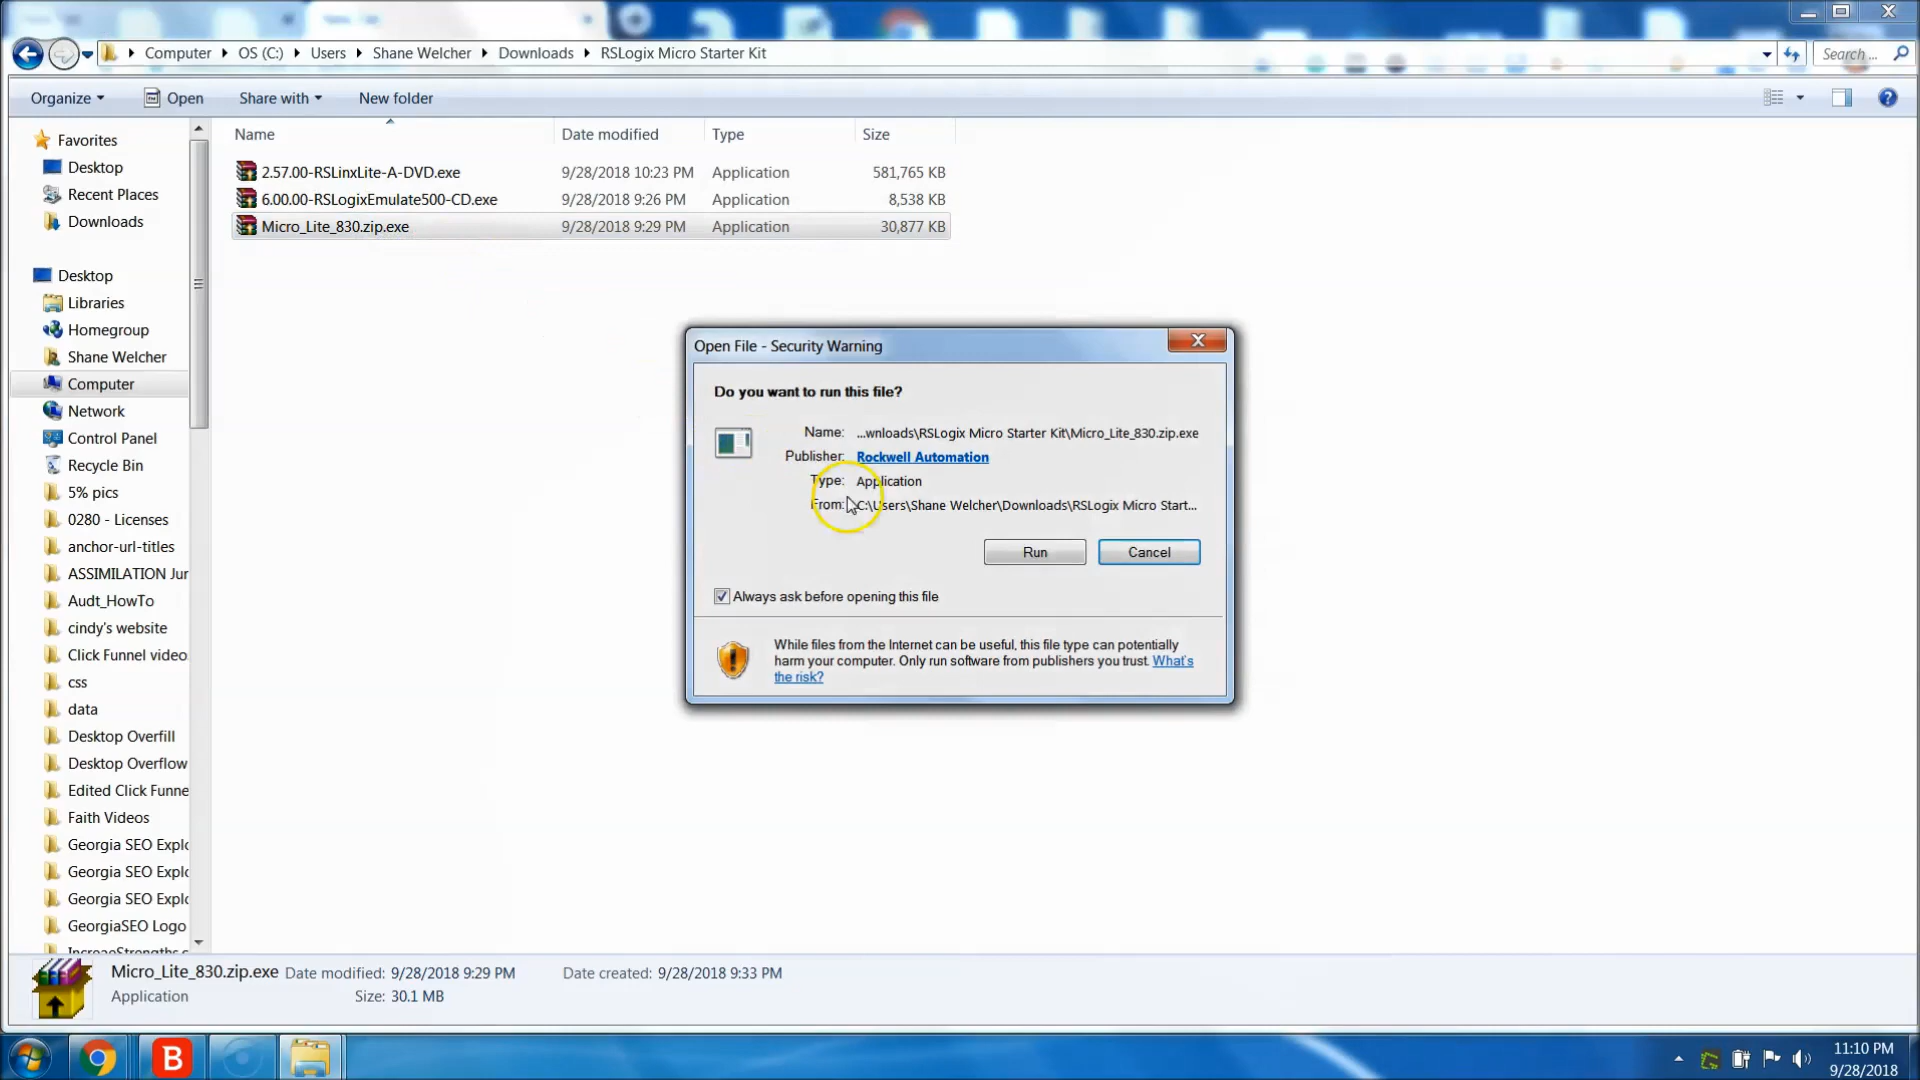 Computer OS (C:) Users Shane Welcher Downloads RSLogix Micro Starter Kit Search ...
Organize Open Share with New folder
Name Date modified Type Size
2.57.00-RSLinxLite-A-DVD.exe 9/28/2018 10:23 PM Application 581,765 KB
6.00.00-RSLogixEmulate500-CD.exe 9/28/2018 9:26 PM Application 8,538 KB
Micro_Lite_830.zip.exe 9/28/2018 9:29 PM Application 30,877 KB
Favorites
Desktop
Recent Places
Downloads
Desktop
Libraries
Homegroup
Shane Welcher
Computer
Network
Control Panel
Recycle Bin
5% pics
0280 - Licenses
anchor-url-titles
ASSIMILATION Jur
Audt_HowTo
cindy's website
Click Funnel video
css
data
Desktop Overfill
Desktop Overflow
Edited Click Funne
Faith Videos
Georgia SEO Explo
Georgia SEO Explo
Georgia SEO Explo
GeorgiaSEO Logo
Open File - Security Warning
Do you want to run this file?
Name: ...wnloads\RSLogix Micro Starter Kit\Micro_Lite_830.zip.exe
Publisher: Rockwell Automation
Type: Application
From: C:\Users\Shane Welcher\Downloads\RSLogix Micro Start...
Run Cancel
Always ask before opening this file
While files from the Internet can be useful, this file type can potentially
harm your computer. Only run software from publishers you trust. What's
the risk?
Micro_Lite_830.zip.exe Date modified: 9/28/2018 9:29 PM Date created: 9/28/2018 9:33 PM
Application Size: 30.1 MB
B
11:10 PM
9/28/2018